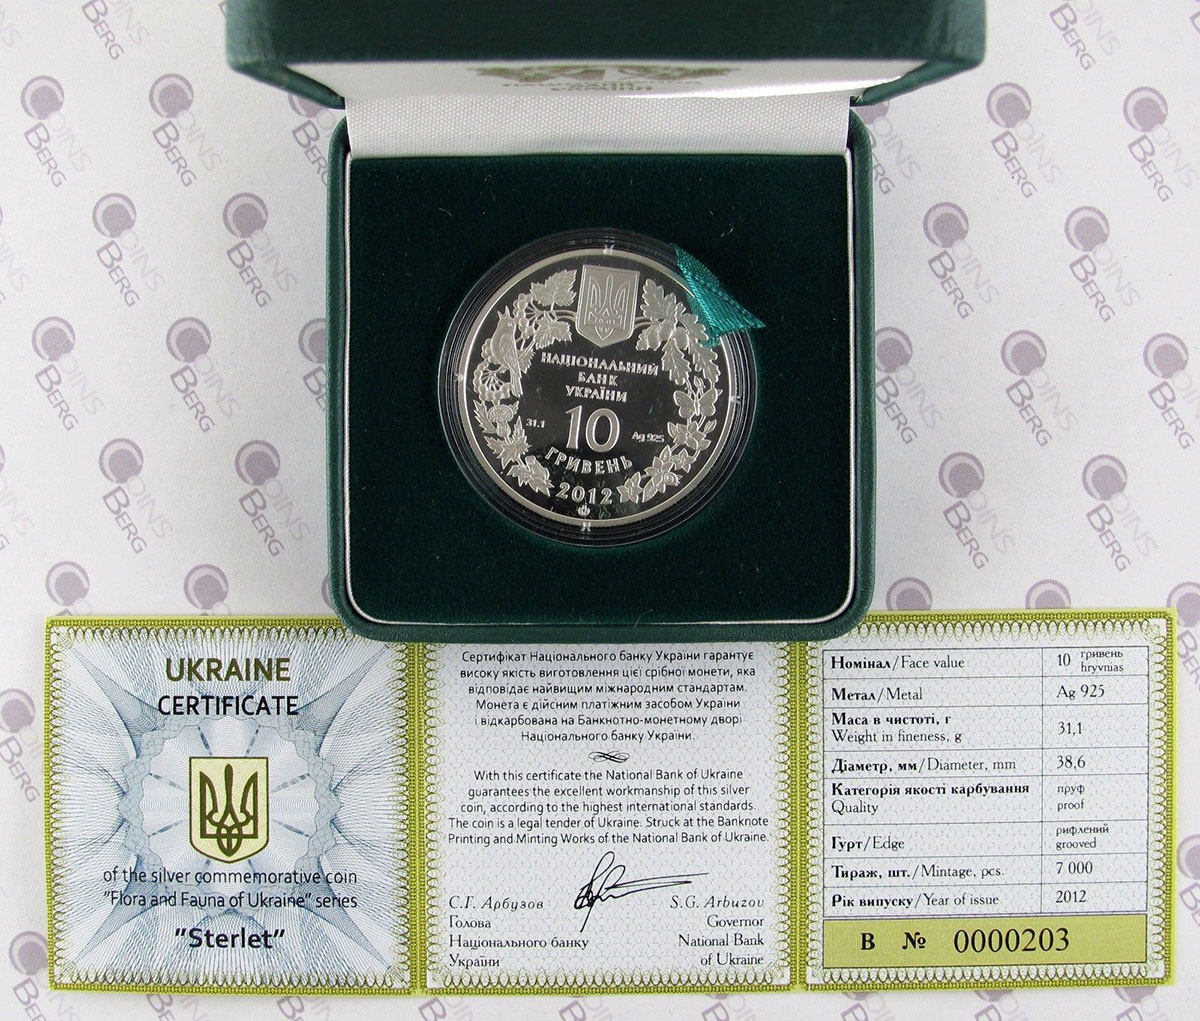 УКРАЇНИ
НАЦІОНАЛЬНИЙ
БАНК
УКРАЇНИ
31.1
10
Ag 925
ГРИВЕНЬ
2012
UKRAINE
CERTIFICATE
of the silver commemorative coin
"Flora and Fauna of Ukraine" series
"Sterlet"
Сертифікат Національного банку України гарантує
високу якість виготовлення цієї срібної монети, яка
відповідає найвищим міжнародним стандартам.
Монета є дійсним платіжним засобом України
і відкарбована на Банкнотно-монетному дворі
Національного банку України.
With this certificate the National Bank of Ukraine
guarantees the excellent workmanship of this silver
coin, according to the highest international standards.
The coin is a legal tender of Ukraine. Struck at the Banknote
Printing and Minting Works of the National Bank of Ukraine.
С.Г. Арбузов S.G. Arbuzov
Голова Governor
Національного банку National Bank
України of Ukraine
Номінал/Face value 10 гривень hryvnias
Метал/Metal Ag 925
Маса в чистоті, г
Weight in fineness, g 31,1
Діаметр, мм/Diameter, mm 38,6
Категорія якості карбування пруф
Quality proof
Гурт/Edge рифлений grooved
Тираж, шт./Mintage, pcs. 7 000
Рік випуску/Year of issue 2012
В № 0000203
COINS
BERG